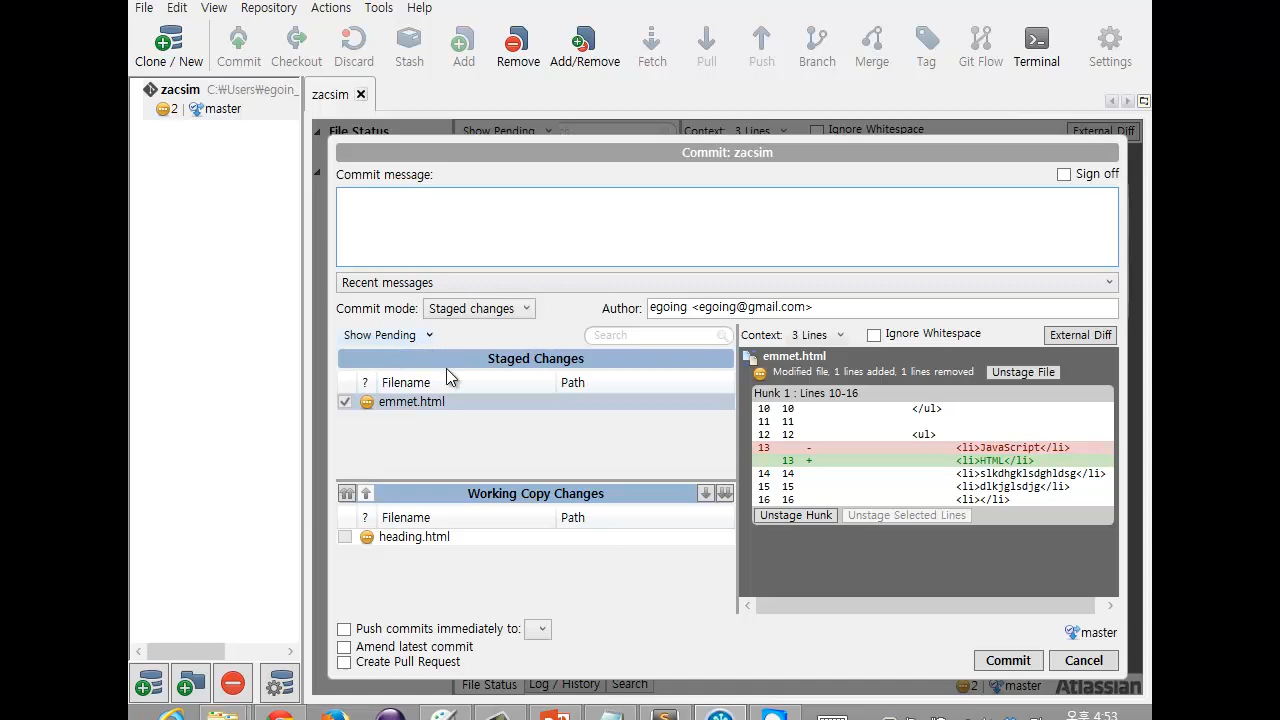 File Edit View Repository Actions Tools Help
Clone / New Commit Checkout Discard Stash Add Remove Add/Remove Fetch Pull Push Branch Merge Tag Git Flow Terminal Settings
zacsim C:₩Users₩egoin_
2 master
zacsim
File Status Show Pending Context: 3 Lines Ignore Whitespace External Diff
Commit: zacsim
Commit message:
Sign off
Recent messages
Commit mode: Staged changes Author: egoing <egoing@gmail.com>
Show Pending Search
Staged Changes
? Filename Path
emmet.html
Working Copy Changes
? Filename Path
heading.html
Context: 3 Lines Ignore Whitespace External Diff
emmet.html
Modified file, 1 lines added, 1 lines removed Unstage File
Hunk 1 : Lines 10-16
10 10 </ul>
11 11
12 12 <ul>
13 - <li>JavaScript</li>
13 + <li>HTML</li>
14 14 <li>slkdhgklsdghldsg</li>
15 15 <li>dlkjglsdjg</li>
16 16 <li></li>
Unstage Hunk Unstage Selected Lines
Push commits immediately to:
Amend latest commit
Create Pull Request
master
Commit Cancel
File Status Log / History Search
2 master Atlassian
오후 4:53